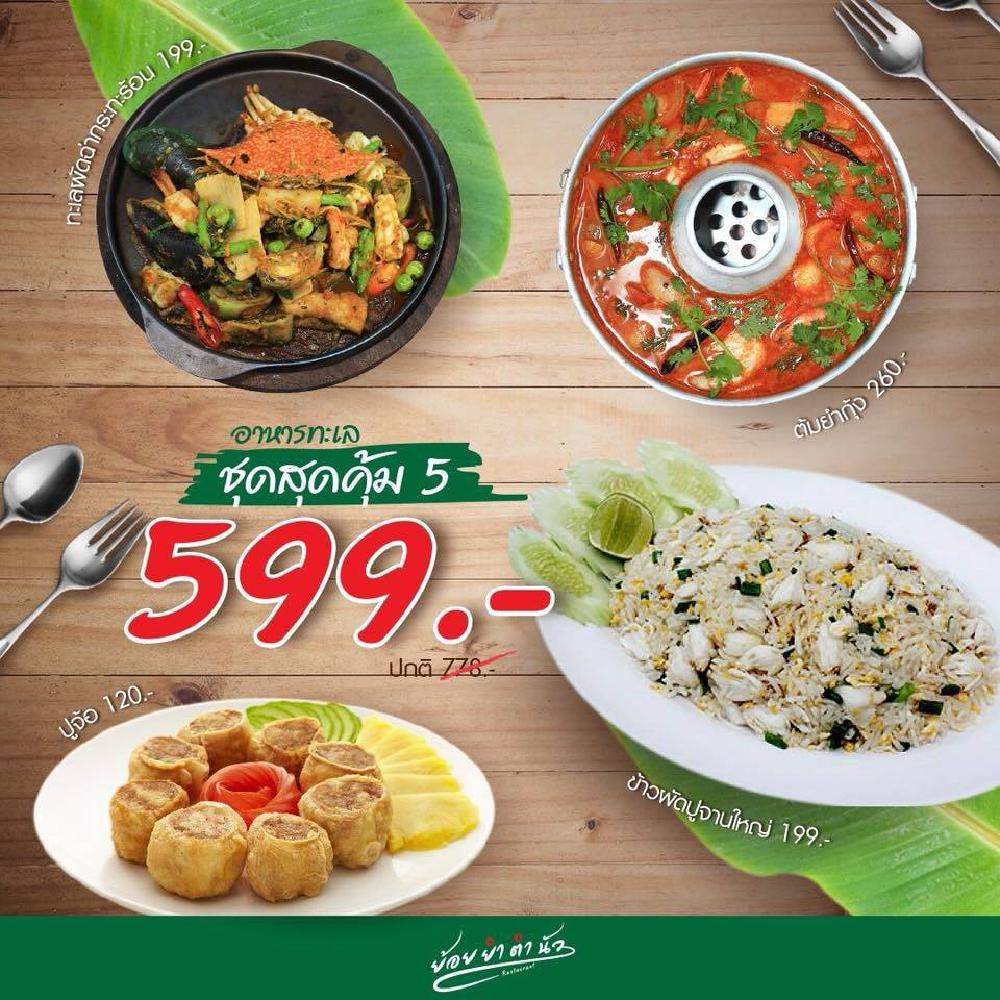 ทะเลผัดฉ่ากระทะร้อน 199.-
ต้มยำกุ้ง 260.-
อาหารทะเล
ชุดสุดคุ้ม 5
599.-
ปกติ 778.-
ปูจ๋อ 120.-
ข้าวผัดปูจานใหญ่ 199.-
ย้อย ยำ ตำ นัว
Restaurant